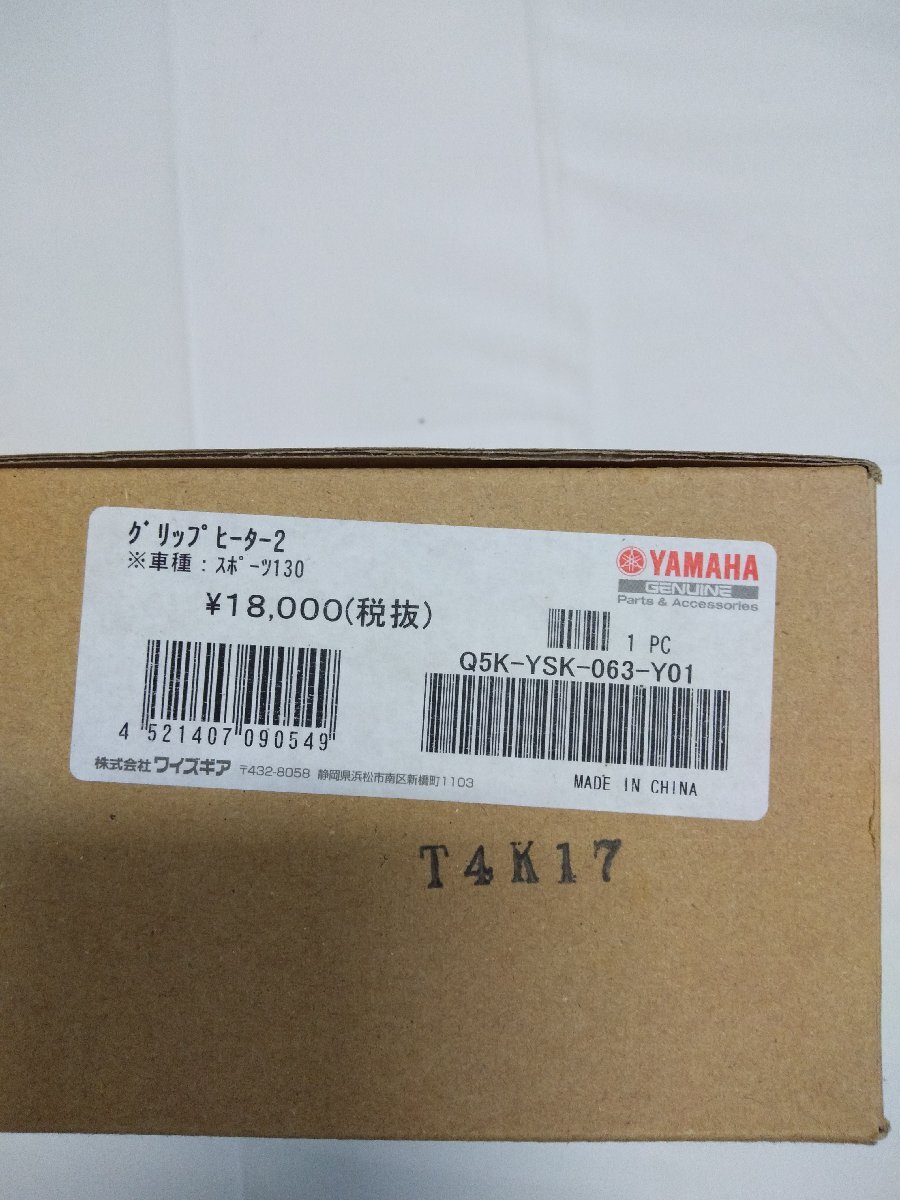 ｸﾞﾘｯﾌﾟﾋｰﾀｰ2
※車種：ｽﾎﾟｰﾂ130
¥18,000(税抜)
YAMAHA
GENUINE
Parts & Accessories
1 PC
Q5K-YSK-063-Y01
4 521407 090549
株式会社 ワイズギア 〒432-8058 静岡県浜松市南区新橋町1103
MADE IN CHINA
T4K17